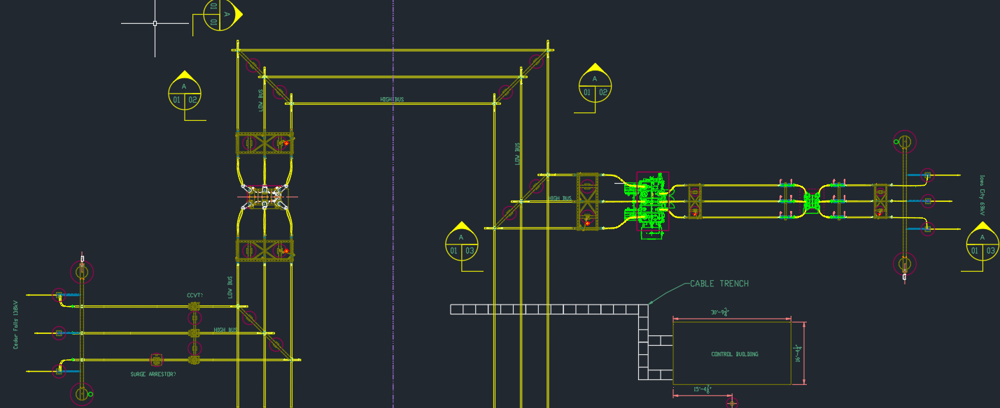 A
01 01
A
01 02
A
01 02
LOW BUS
HIGH BUS
LOW BUS
HIGH BUS
Iowa City 69kV
A
01 03
A
01 03
LOW BUS
CABLE TRENCH
CCVT?
Cedar Falls 138kV
HIGH BUS
CONTROL BUILDING
SURGE ARRESTOR?